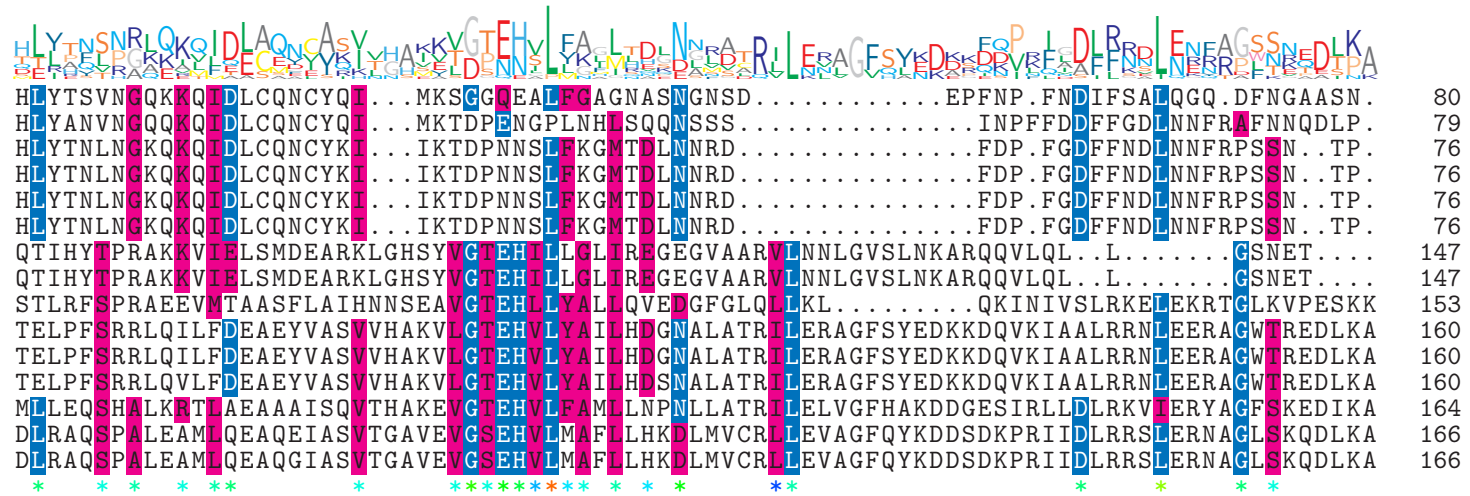 HLYTSVNGQKKQIDLCQNCYQI...MKSGGQEALFGAGNASNGNSD............EPFNP.FNDIFSALQGQ.DFNGAASN. 80
HLYANVNGQQKQIDLCQNCYQI...MKTDPENGPLNHLSQQNSSS...............INPFFDDFFGDLNNFRAFNNQDLP. 79
HLYTNLNGKQKQIDLCQNCYKI...IKTDPNNSLFKGMTDLNNRD...............FDP.FGDFFNDLNNFRPSSN..TP. 76
HLYTNLNGKQKQIDLCQNCYKI...IKTDPNNSLFKGMTDLNNRD...............FDP.FGDFFNDLNNFRPSSN..TP. 76
HLYTNLNGKQKQIDLCQNCYKI...IKTDPNNSLFKGMTDLNNRD...............FDP.FGDFFNDLNNFRPSSN..TP. 76
HLYTNLNGKQKQIDLCQNCYKI...IKTDPNNSLFKGMTDLNNRD...............FDP.FGDFFNDLNNFRPSSN..TP. 76
QTIHYTPRAKKVIELSMDEARKLGHSYVGTEHILLGLIREGEGVAARVLNNLGVSLNKARQQVLQL..L.......GSNET.... 147
QTIHYTPRAKKVIELSMDEARKLGHSYVGTEHILLGLIREGEGVAARVLNNLGVSLNKARQQVLQL..L.......GSNET.... 147
STLRFSPRAEEVMTAASFLAIHNNSEAVGTEHLLYALLQVEDGFGLQLLKL.........QKINIVSLRKELEKRTGLKVPESKK 153
TELPFSRRLQILFDEAEYVASVVHAKVLGTEHVLYAILHDGNALATRILERAGFSYEDKKDQVKIAALRRNLEERAGWTREDLKA 160
TELPFSRRLQILFDEAEYVASVVHAKVLGTEHVLYAILHDGNALATRILERAGFSYEDKKDQVKIAALRRNLEERAGWTREDLKA 160
TELPFSRRLQVLFDEAEYVASVVHAKVLGTEHVLYAILHDSNALATRILERAGFSYEDKKDQVKIAALRRNLEERAGWTREDLKA 160
MLLEQSHALKRTLAEAAAISQVTHAKEVGTEHVLFAMLLNPNLLATRILELVGFHAKDDGESIRLLDLRKVIERYAGFSKEDIKA 164
DLRAQSPALEAMLQEAQEIASVTGAVEVGSEHVLMAFLLHKDLMVCRLLEVAGFQYKDDSDKPRIIDLRRSLERNAGLSKQDLKA 166
DLRAQSPALEAMLQEAQGIASVTGAVEVGSEHVLMAFLLHKDLMVCRLLEVAGFQYKDDSDKPRIIDLRRSLERNAGLSKQDLKA 166